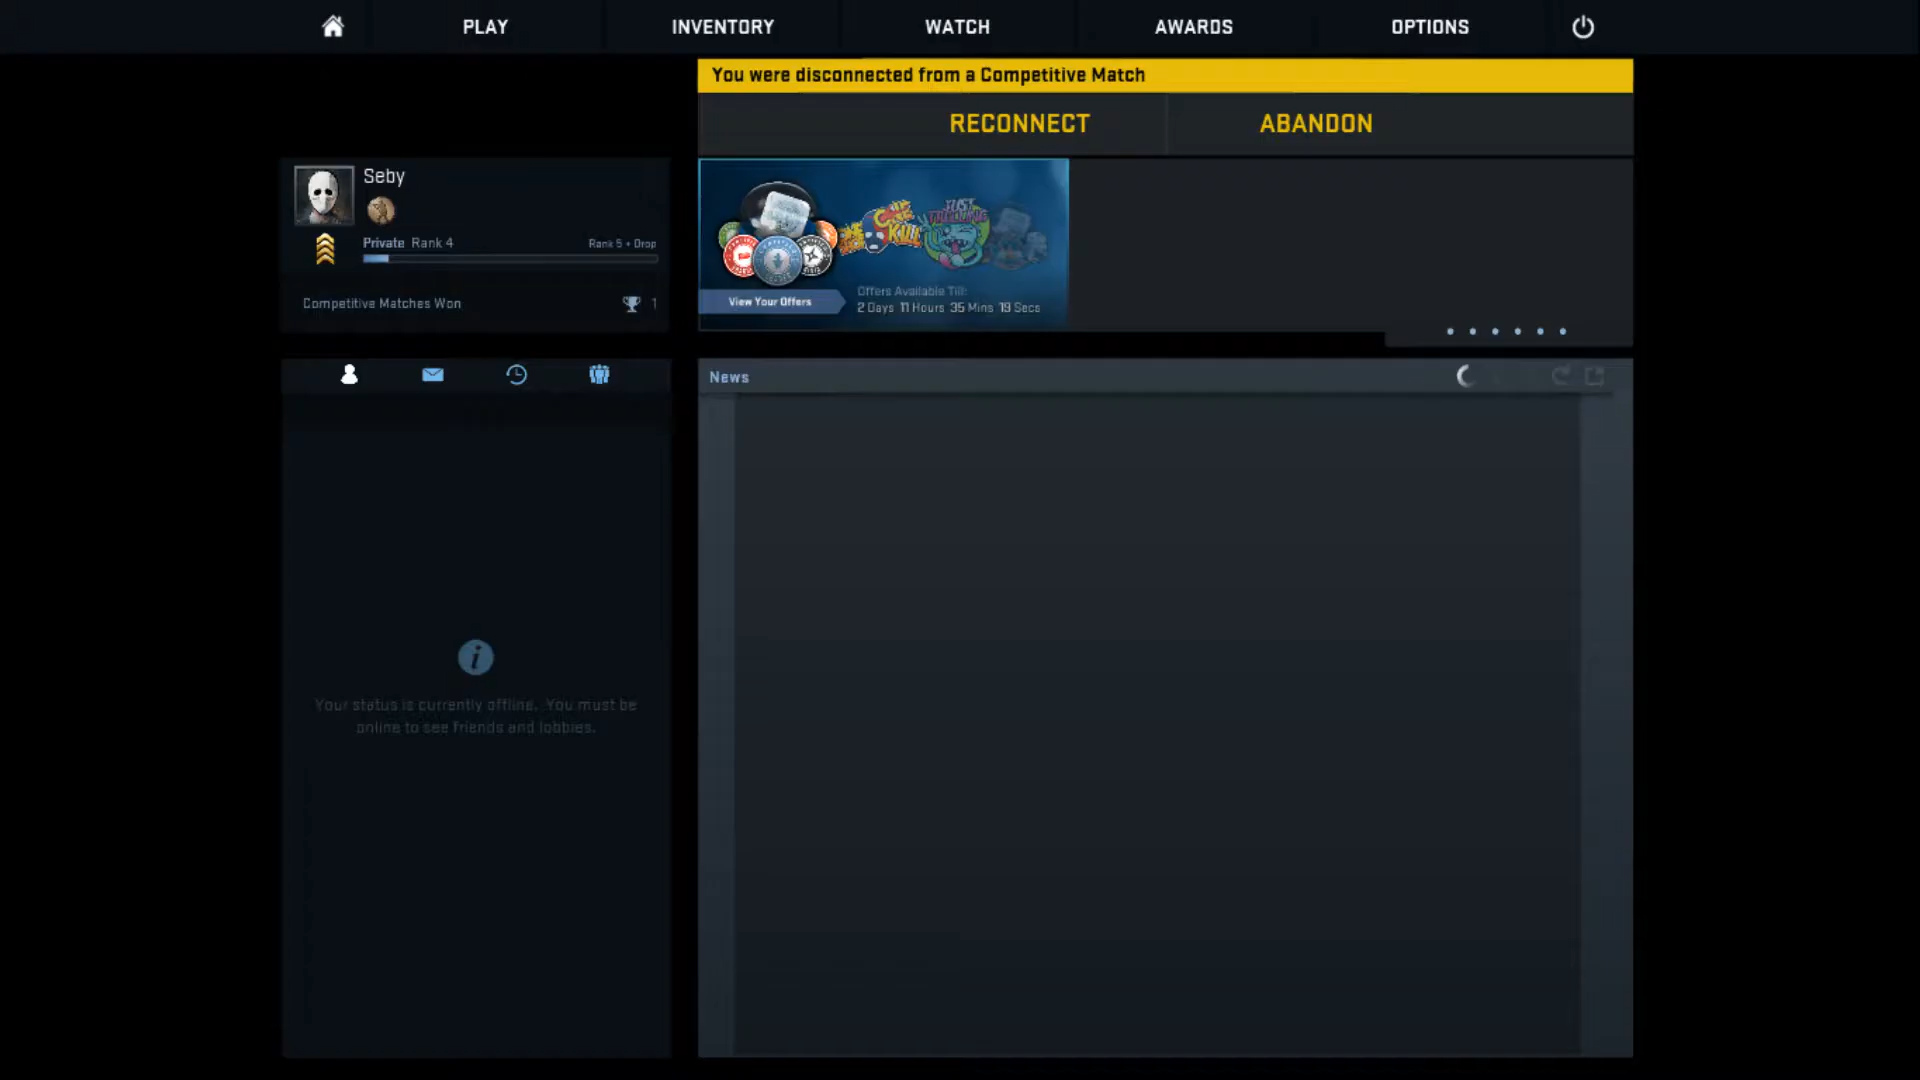 PLAY
INVENTORY
WATCH
AWARDS
OPTIONS
You were disconnected from a Competitive Match
RECONNECT
ABANDON
Seby
Private Rank 4
Rank 5 + Drop
Competitive Matches Won
1
View Your Offers
Offers Available Till:
2 Days 11 Hours 35 Mins 19 Secs
News
Your status is currently offline. You must be
online to see friends and lobbies.